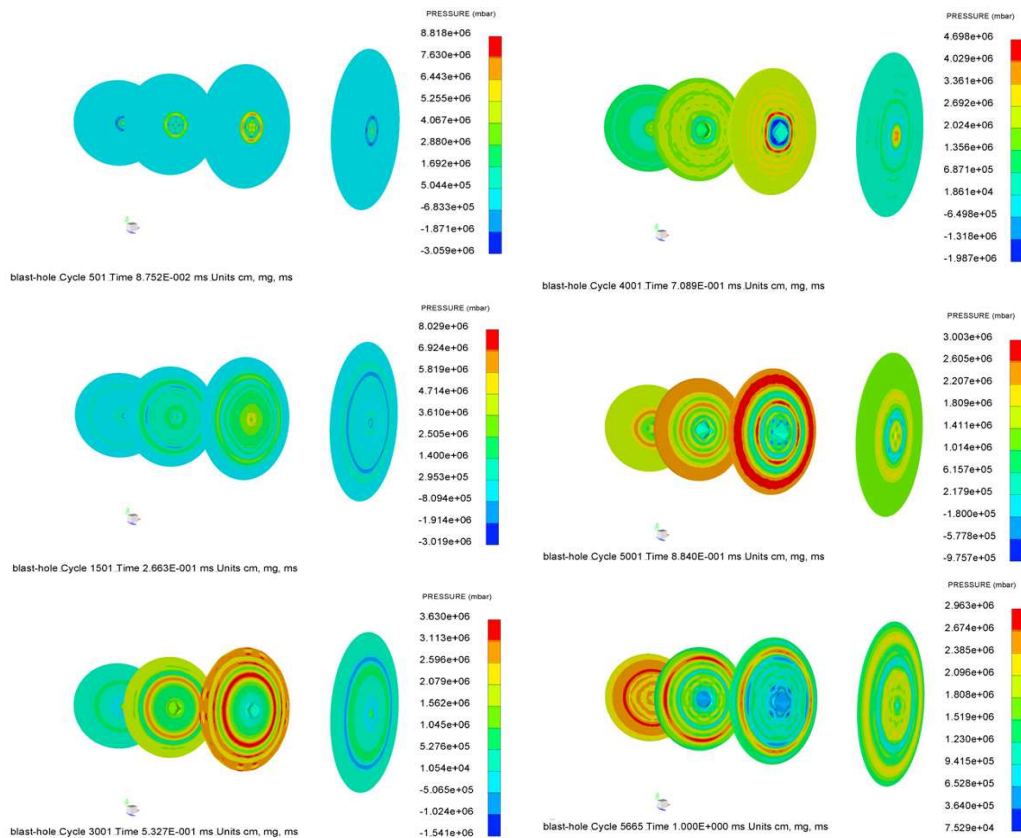 PRESSURE (mbar)
8.818e+06
7.630e+06
6.443e+06
5.255e+06
4.067e+06
2.880e+06
1.692e+06
5.044e+05
-6.833e+05
-1.871e+06
-3.059e+06
blast-hole Cycle 501 Time 8.752E-002 ms Units cm, mg, ms
PRESSURE (mbar)
8.029e+06
6.924e+06
5.819e+06
4.714e+06
3.610e+06
2.505e+06
1.400e+06
2.953e+05
-8.094e+05
-1.914e+06
-3.019e+06
blast-hole Cycle 1501 Time 2.663E-001 ms Units cm, mg, ms
PRESSURE (mbar)
3.630e+06
3.113e+06
2.596e+06
2.079e+06
1.562e+06
1.045e+06
5.276e+05
1.054e+04
-5.065e+05
-1.024e+06
-1.541e+06
blast-hole Cycle 3001 Time 5.327E-001 ms Units cm, mg, ms
PRESSURE (mbar)
4.698e+06
4.029e+06
3.361e+06
2.692e+06
2.024e+06
1.356e+06
6.871e+05
1.861e+04
-6.498e+05
-1.318e+06
-1.987e+06
blast-hole Cycle 4001 Time 7.089E-001 ms Units cm, mg, ms
PRESSURE (mbar)
3.003e+06
2.605e+06
2.207e+06
1.809e+06
1.411e+06
1.014e+06
6.157e+05
2.179e+05
-1.800e+05
-5.778e+05
-9.757e+05
blast-hole Cycle 5001 Time 8.840E-001 ms Units cm, mg, ms
PRESSURE (mbar)
2.963e+06
2.674e+06
2.385e+06
2.096e+06
1.808e+06
1.519e+06
1.230e+06
9.415e+05
6.528e+05
3.640e+05
7.529e+04
blast-hole Cycle 5665 Time 1.000E+000 ms Units cm, mg, ms